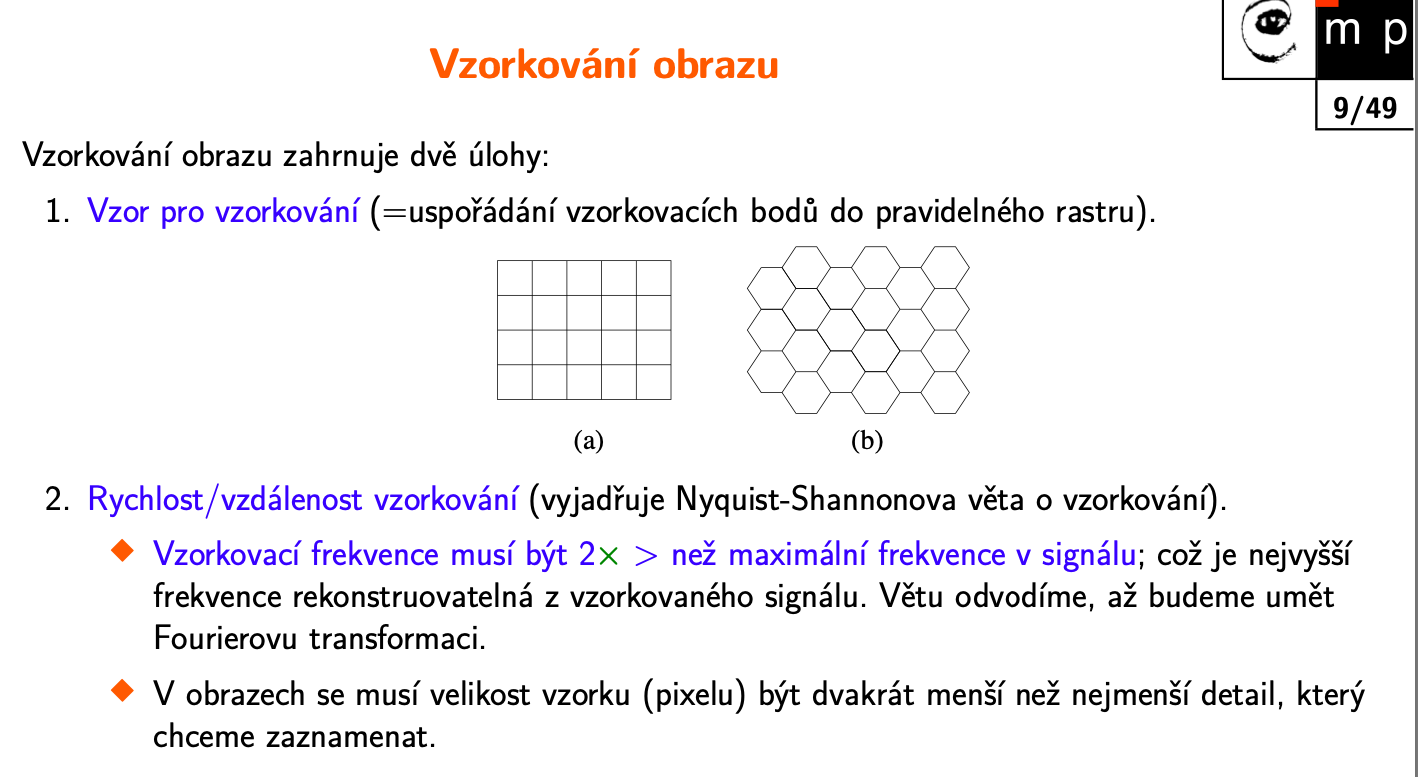 Vzorkování obrazu
m p
9/49
Vzorkování obrazu zahrnuje dvě úlohy:
1. Vzor pro vzorkování (=uspořádání vzorkovacích bodů do pravidelného rastru).
(a) (b)
2. Rychlost/vzdálenost vzorkování (vyjadřuje Nyquist-Shannonova věta o vzorkování).
◆ Vzorkovací frekvence musí být 2× > než maximální frekvence v signálu; což je nejvyšší
frekvence rekonstruovatelná z vzorkovaného signálu. Větu odvodíme, až budeme umět
Fourierovu transformaci.
◆ V obrazech se musí velikost vzorku (pixelu) být dvakrát menší než nejmenší detail, který
chceme zaznamenat.